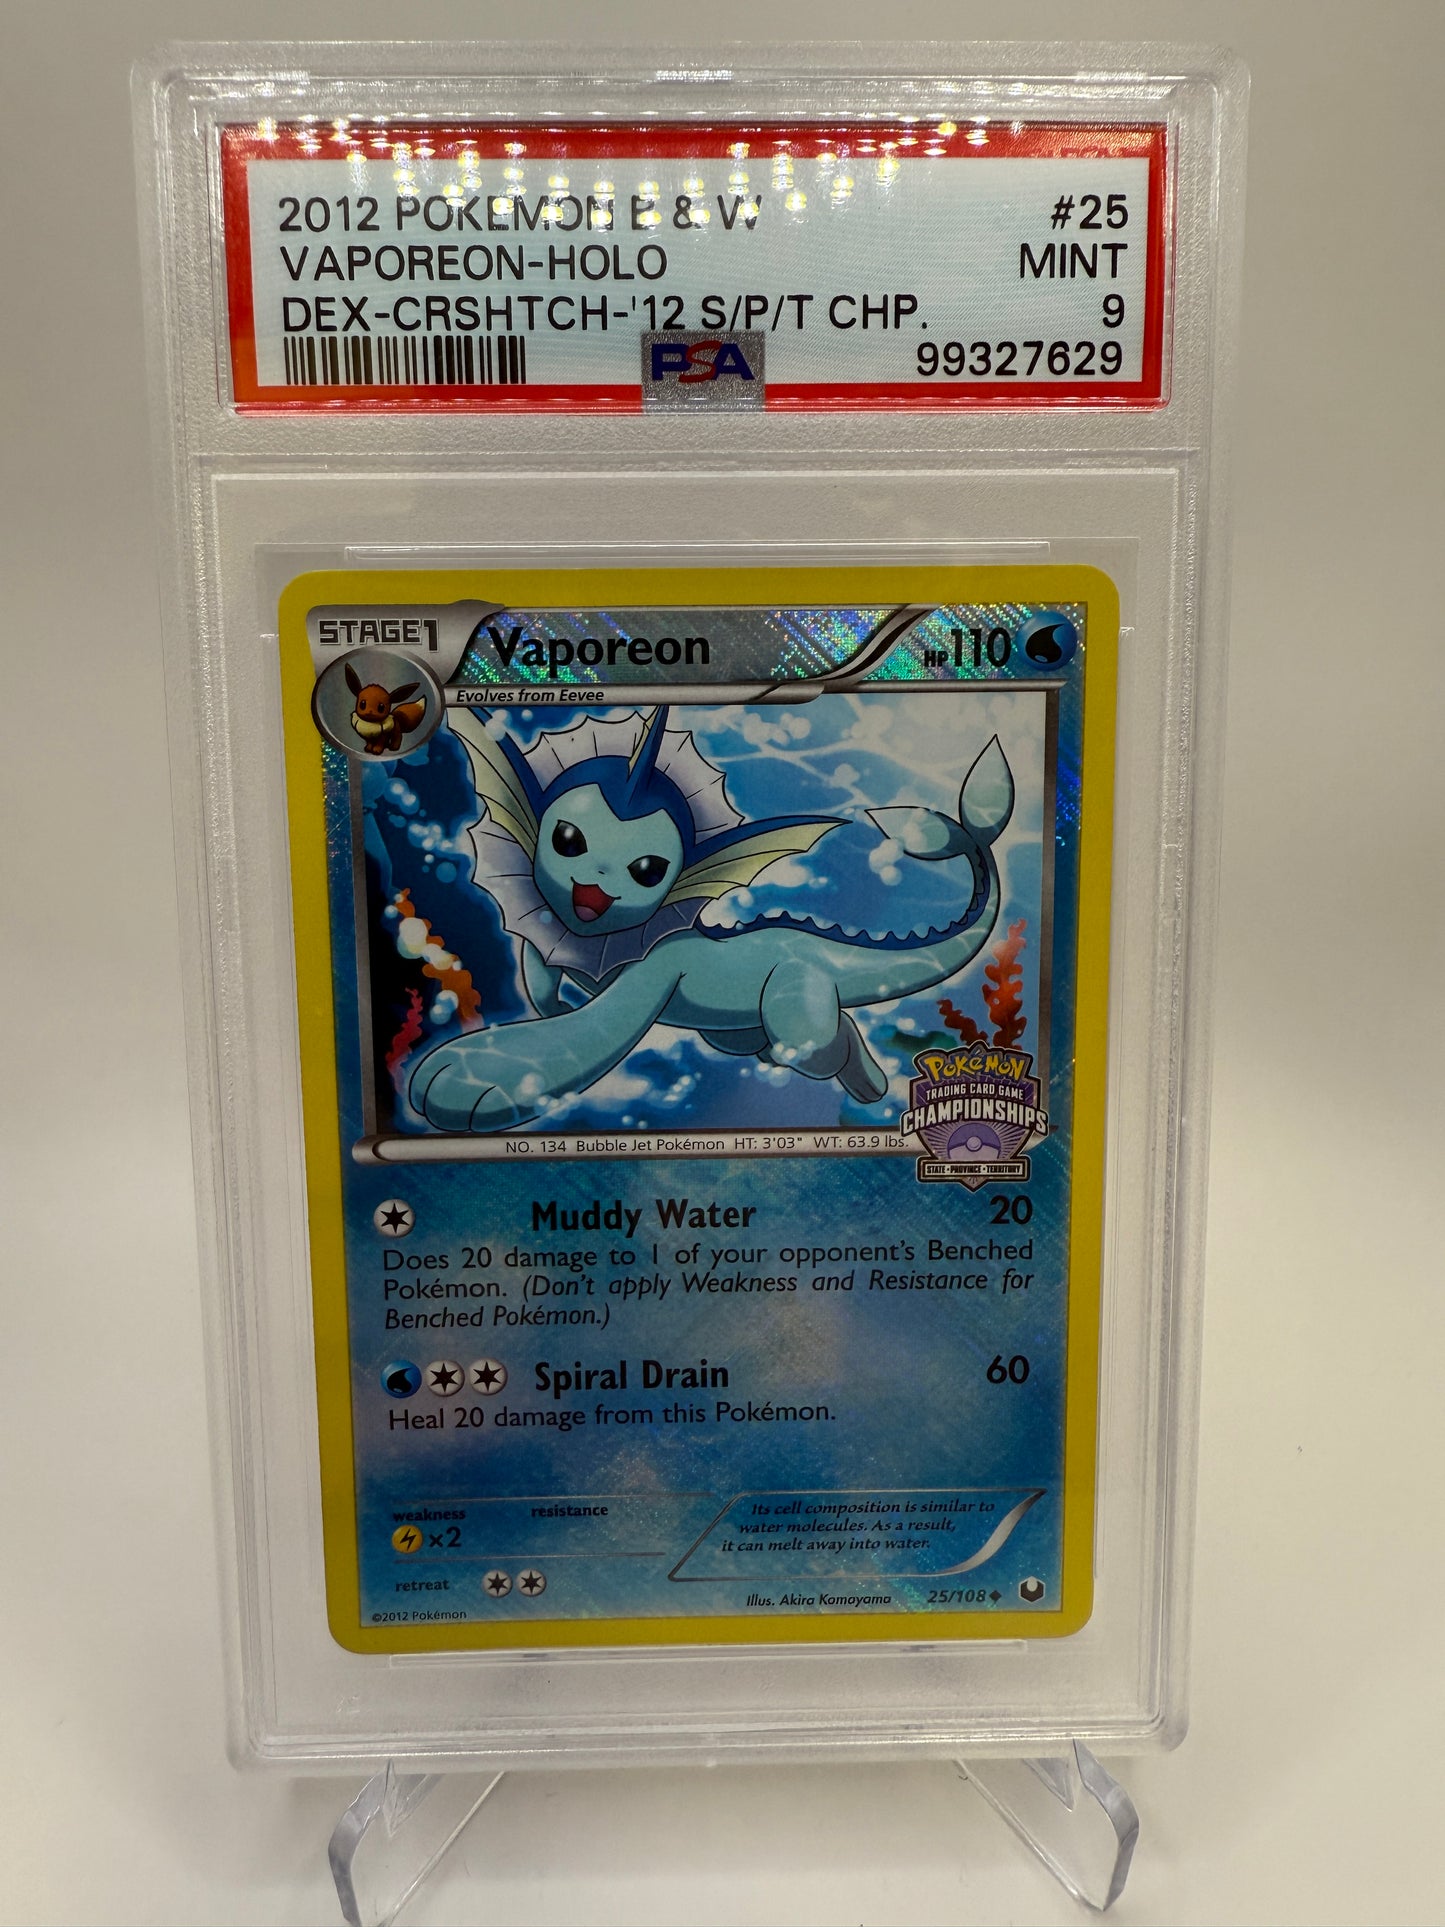 2012 POKEMON B & W #25
VAPOREON-HOLO MINT
DEX-CRSHTCH-'12 S/P/T CHP. 9
PSA 99327629
STAGE1 Vaporeon HP110
Evolves from Eevee
Pokémon
TRADING CARD GAME
CHAMPIONSHIPS
STATE • PROVINCE • TERRITORY
NO. 134 Bubble Jet Pokémon HT: 3'03" WT: 63.9 lbs.
Muddy Water 20
Does 20 damage to 1 of your opponent's Benched
Pokémon. (Don't apply Weakness and Resistance for
Benched Pokémon.)
Spiral Drain 60
Heal 20 damage from this Pokémon.
weakness resistance
×2
retreat
Its cell composition is similar to
water molecules. As a result,
it can melt away into water.
Illus. Akira Komayama 25/108
©2012 Pokémon